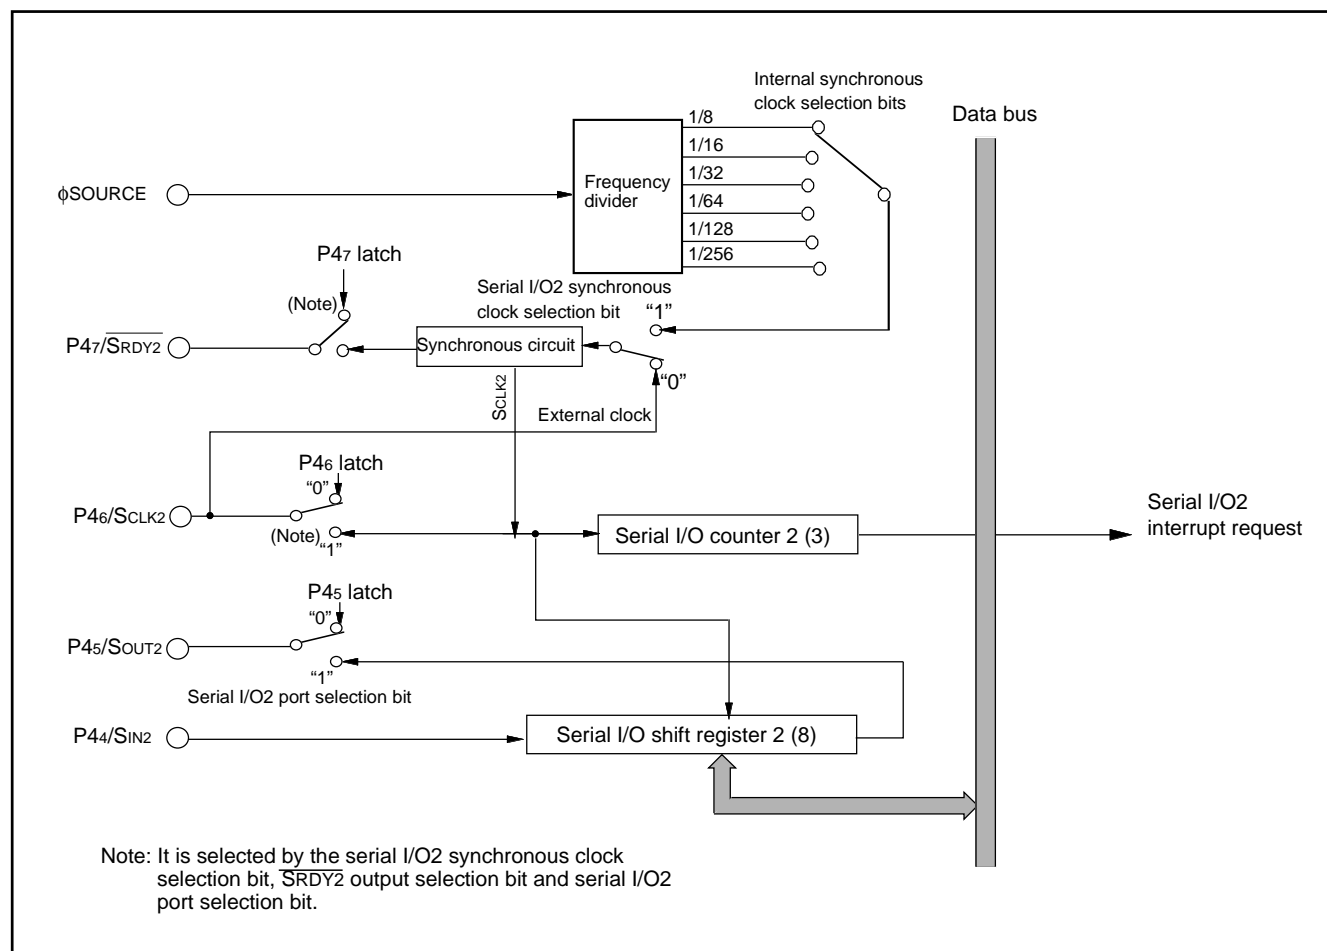 Internal synchronous
clock selection bits
Data bus
1/8
1/16
1/32
1/64
1/128
1/256
Frequency
divider
ϕSOURCE
P47 latch
(Note)
Serial I/O2 synchronous
clock selection bit
“1”
P47/SRDY2
Synchronous circuit
“0”
SCLK2
External clock
P46 latch
“0”
P46/SCLK2
(Note)
“1”
Serial I/O counter 2 (3)
Serial I/O2
interrupt request
P45 latch
“0”
P45/SOUT2
“1”
Serial I/O2 port selection bit
P44/SIN2
Serial I/O shift register 2 (8)
Note: It is selected by the serial I/O2 synchronous clock
selection bit, SRDY2 output selection bit and serial I/O2
port selection bit.